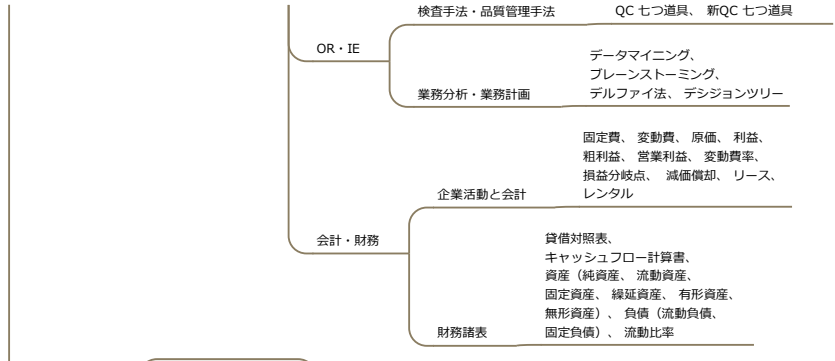 検査手法・品質管理手法
QC 七つ道具、 新QC 七つ道具
OR・IE
データマイニング、
ブレーンストーミング、
デルファイ法、 デシジョンツリー
業務分析・業務計画
固定費、 変動費、 原価、 利益、
粗利益、 営業利益、 変動費率、
損益分岐点、 減価償却、 リース、
レンタル
企業活動と会計
会計・財務
貸借対照表、
キャッシュフロー計算書、
資産（純資産、 流動資産、
固定資産、 繰延資産、 有形資産、
無形資産）、 負債（流動負債、
固定負債）、 流動比率
財務諸表